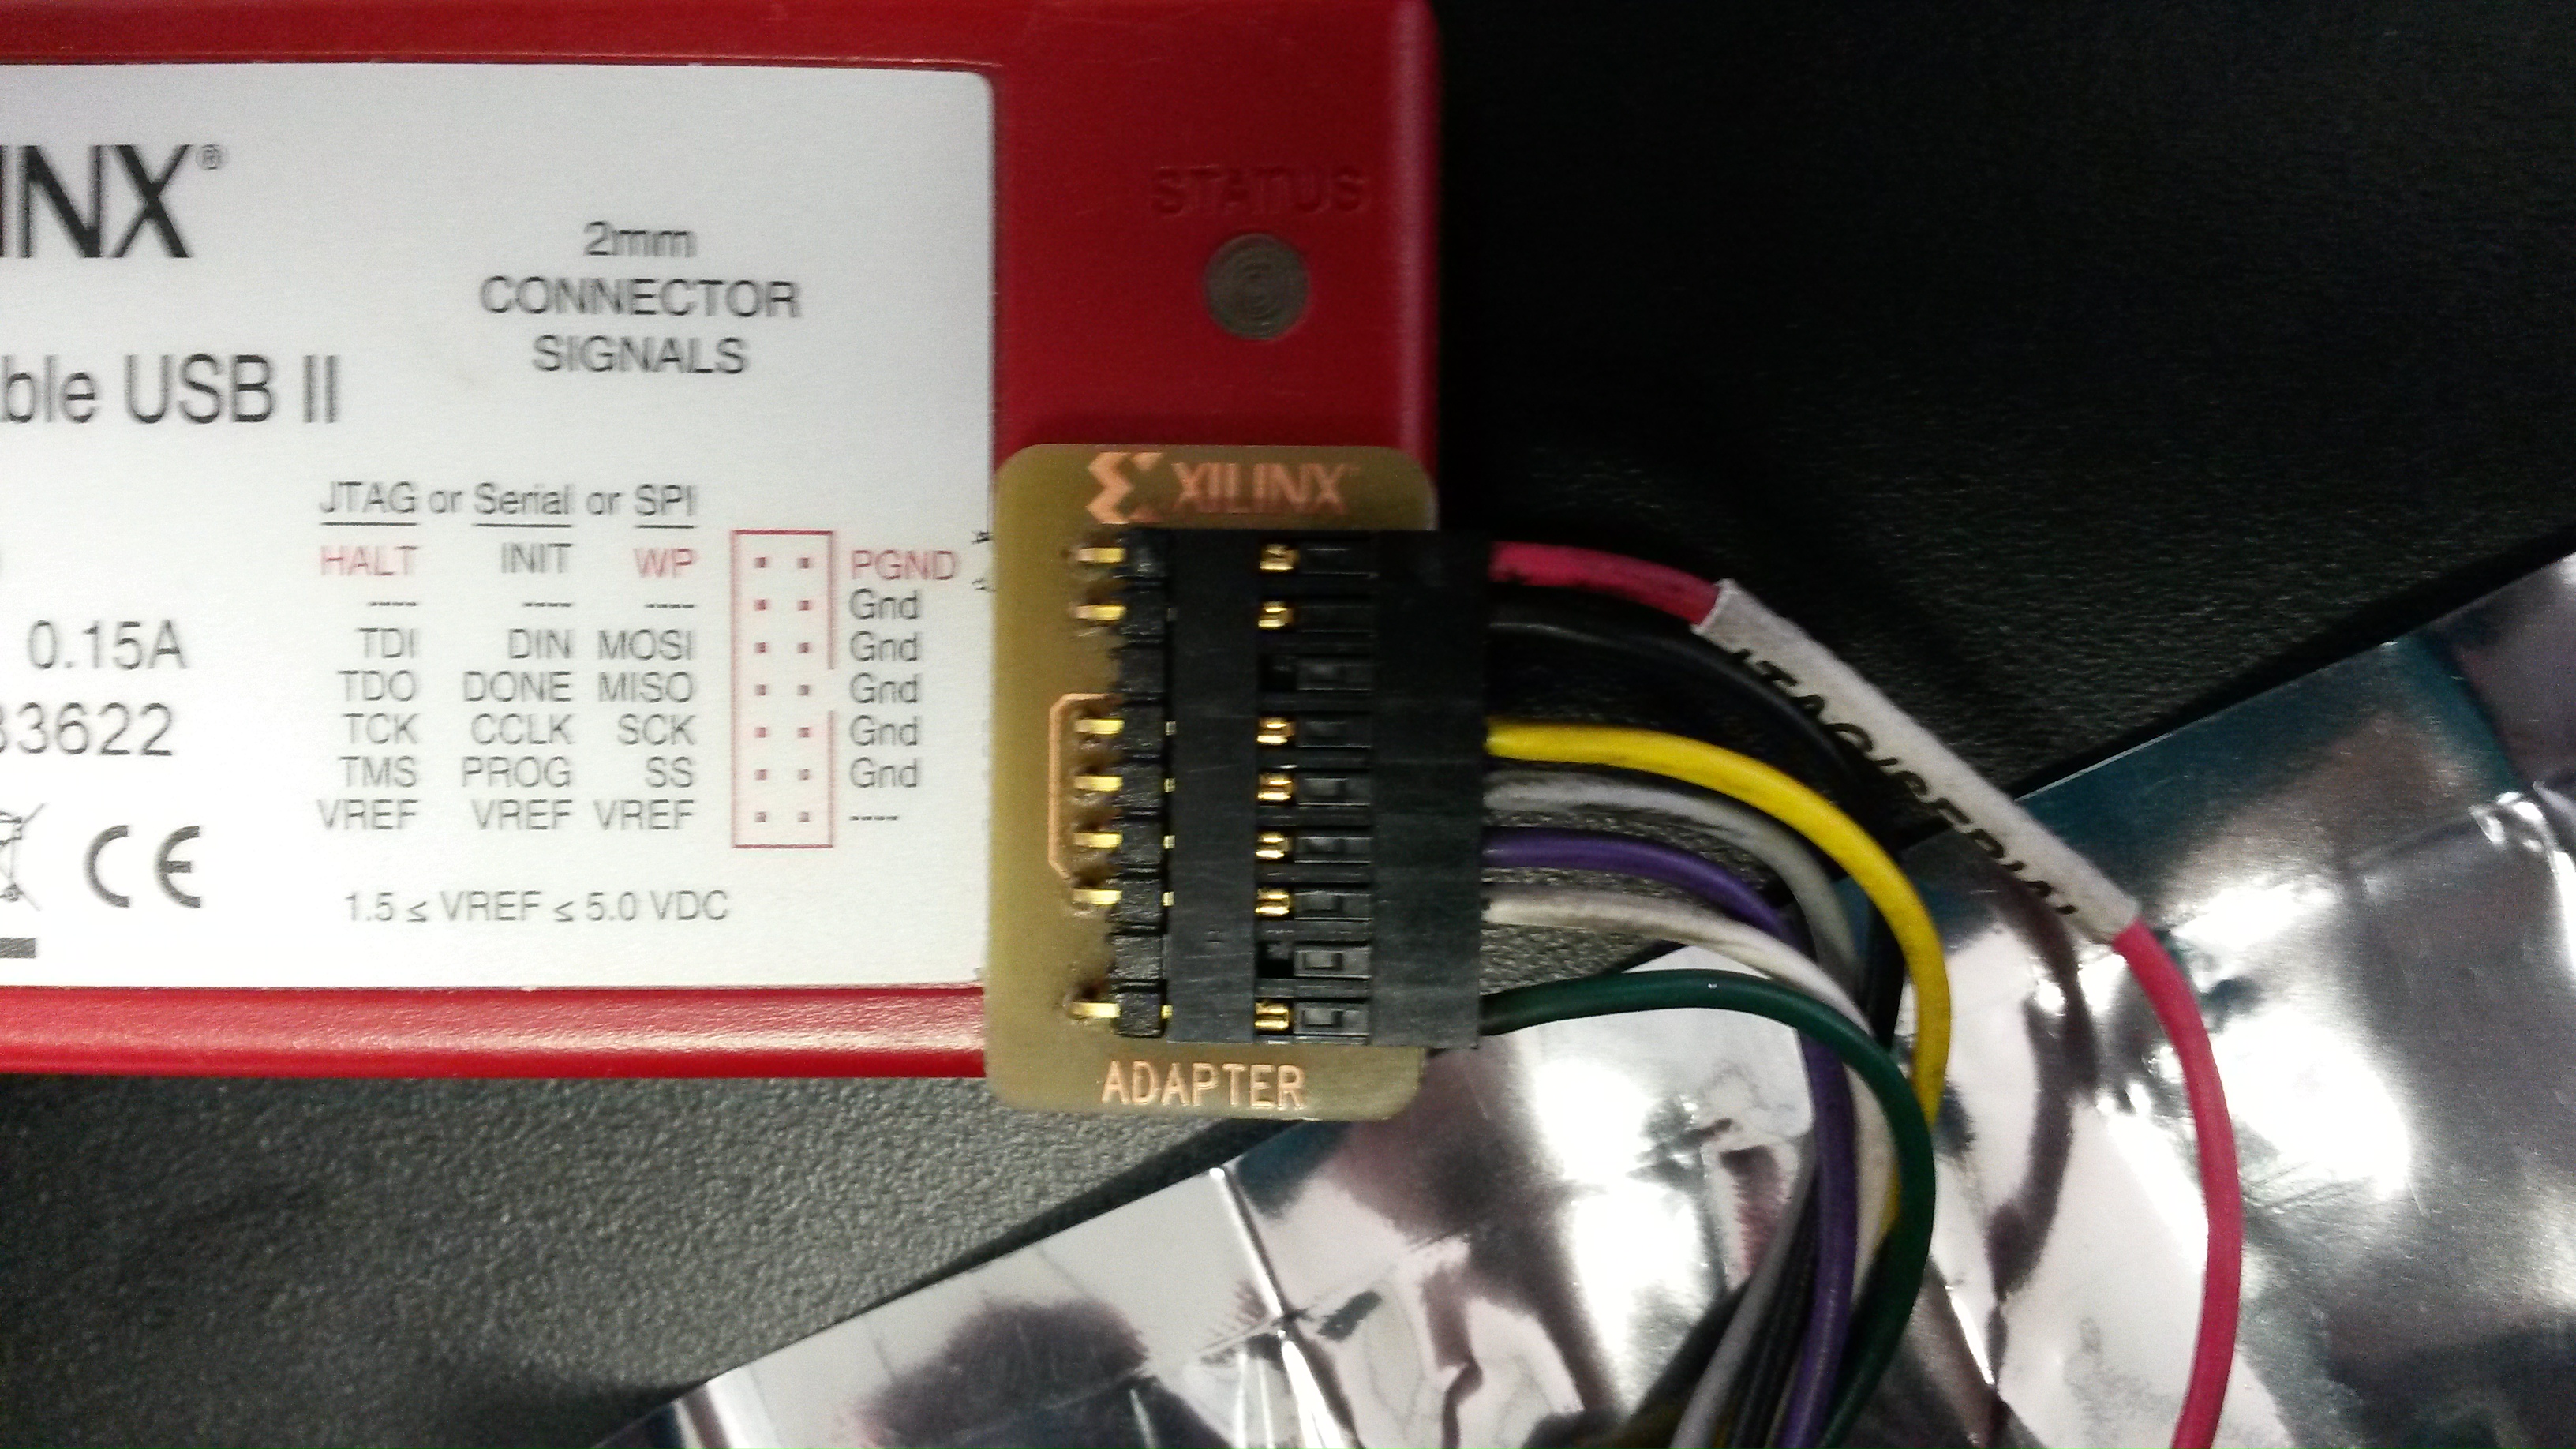 INX®
ble USB II
0.15A
33622
CE
2mm
CONNECTOR
SIGNALS
JTAG or Serial or SPI
HALT INIT WP PGND
---- ---- ---- Gnd
TDI DIN MOSI Gnd
TDO DONE MISO Gnd
TCK CCLK SCK Gnd
TMS PROG SS Gnd
VREF VREF VREF ----
1.5 ≤ VREF ≤ 5.0 VDC
STATUS
XILINX
ADAPTER
JTAG/SERIAL